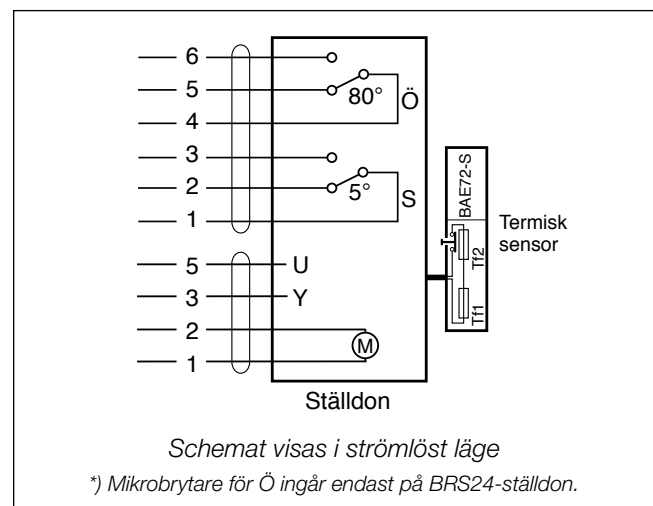 6
5
80°
Ö
4
3
2
5°
S
1
5
U
3
Y
2
M
1
BAE72-S
Tf2
Tf1
Termisk
sensor
Ställdon
Schemat visas i strömlöst läge
*) Mikrobrytare för Ö ingår endast på BRS24-ställdon.